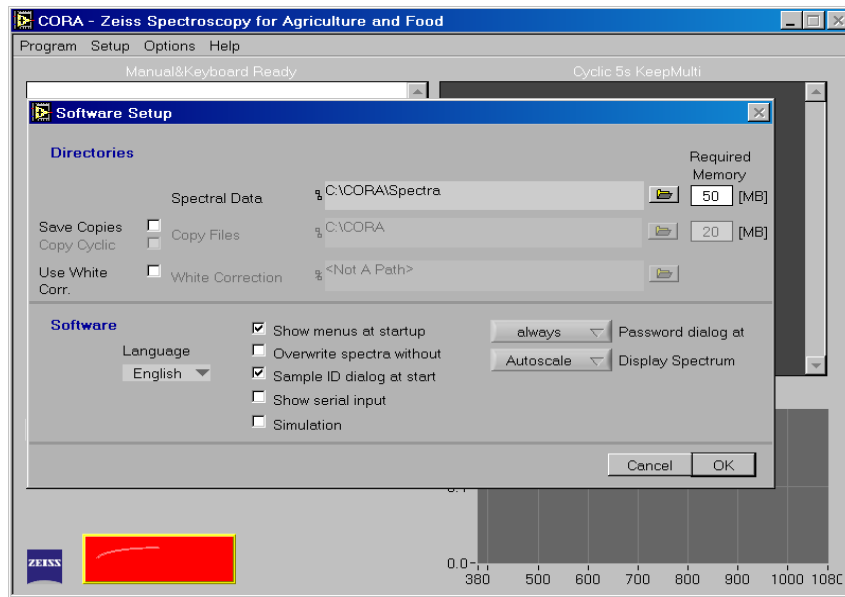 CORA - Zeiss Spectroscopy for Agriculture and Food
Program Setup Options Help
Manual&Keyboard Ready
Cyclic 5s KeepMulti
Software Setup
Directories
Required
Memory
Spectral Data
C:\CORA\Spectra
50 [MB]
Save Copies
Copy Cyclic
Copy Files
C:\CORA
20 [MB]
Use White
Corr.
White Correction
<Not A Path>
Software
Language
English
Show menus at startup
Overwrite spectra without
Sample ID dialog at start
Show serial input
Simulation
always
Password dialog at
Autoscale
Display Spectrum
Cancel
OK
0.0
380 500 600 700 800 900 1000 1080
ZEISS